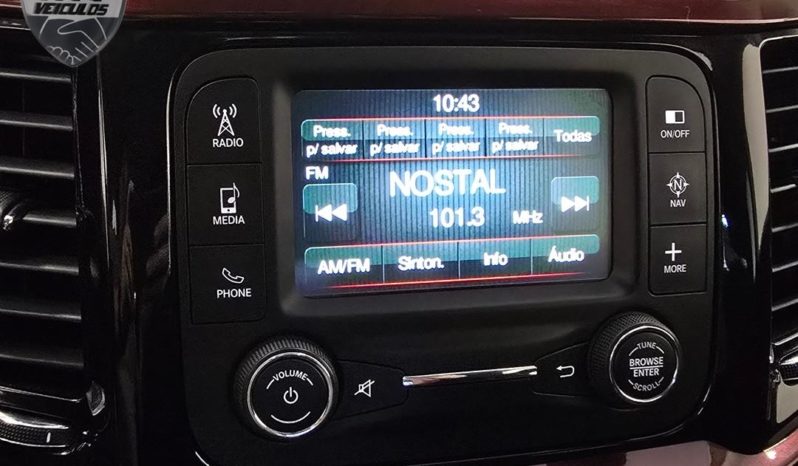 VEÍCULOS
10:43
Press. p/ salvar
Press. p/ salvar
Press. p/ salvar
Press. p/ salvar
Todas
FM
NOSTAL
101.3 MHz
AM/FM Sinton. Info Áudio
RADIO
MEDIA
PHONE
ON/OFF
N
NAV
MORE
VOLUME
TUNE
BROWSE
ENTER
SCROLL